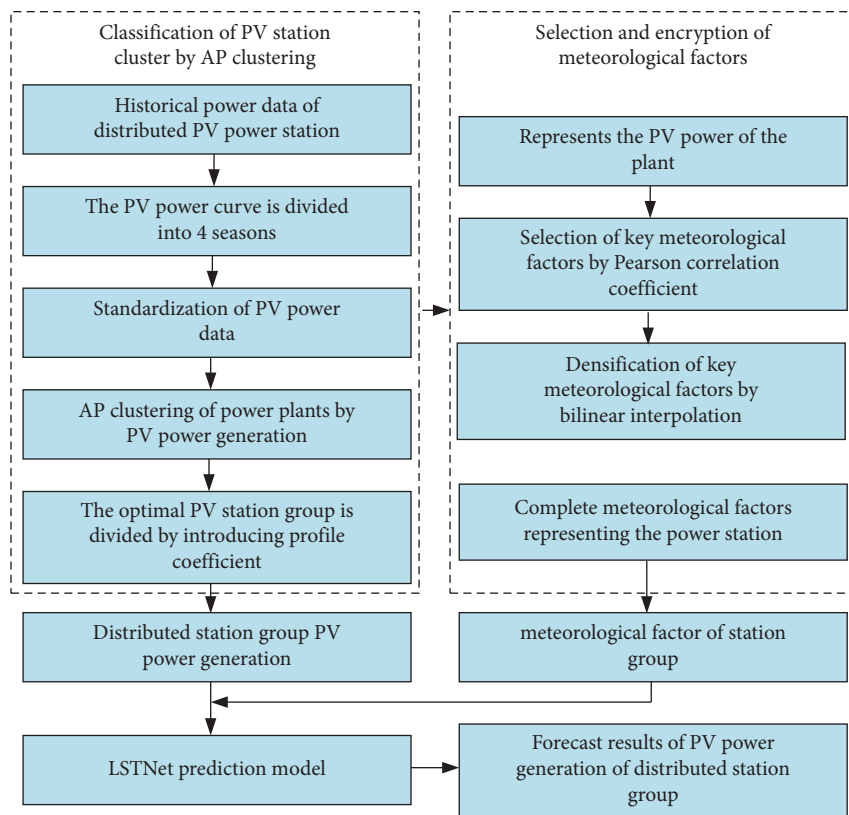 Classification of PV station
cluster by AP clustering
Historical power data of
distributed PV power station
The PV power curve is divided
into 4 seasons
Standardization of PV power
data
AP clustering of power plants by
PV power generation
The optimal PV station group is
divided by introducing profile
coefficient
Distributed station group PV
power generation
LSTNet prediction model
Selection and encryption of
meteorological factors
Represents the PV power of the
plant
Selection of key meteorological
factors by Pearson correlation
coefficient
Densification of key
meteorological factors by
bilinear interpolation
Complete meteorological factors
representing the power station
meteorological factor of station
group
Forecast results of PV power
generation of distributed station
group